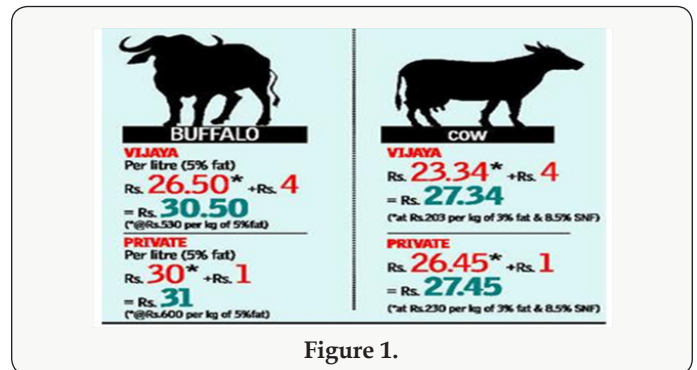 BUFFALO
VIJAYA
Per litre (5% fat)
Rs. 26.50* +Rs. 4
= Rs. 30.50
(*@Rs.530 per kg of 5%fat)
PRIVATE
Per litre (5% fat)
Rs. 30* +Rs. 1
= Rs. 31
(*@Rs.600 per kg of 5%fat)
COW
VIJAYA
Rs. 23.34* +Rs. 4
= Rs. 27.34
(*at Rs.203 per kg of 3% fat & 8.5% SNF)
PRIVATE
Rs. 26.45* +Rs. 1
= Rs. 27.45
(*at Rs.230 per kg of 3% fat & 8.5% SNF)
Figure 1.